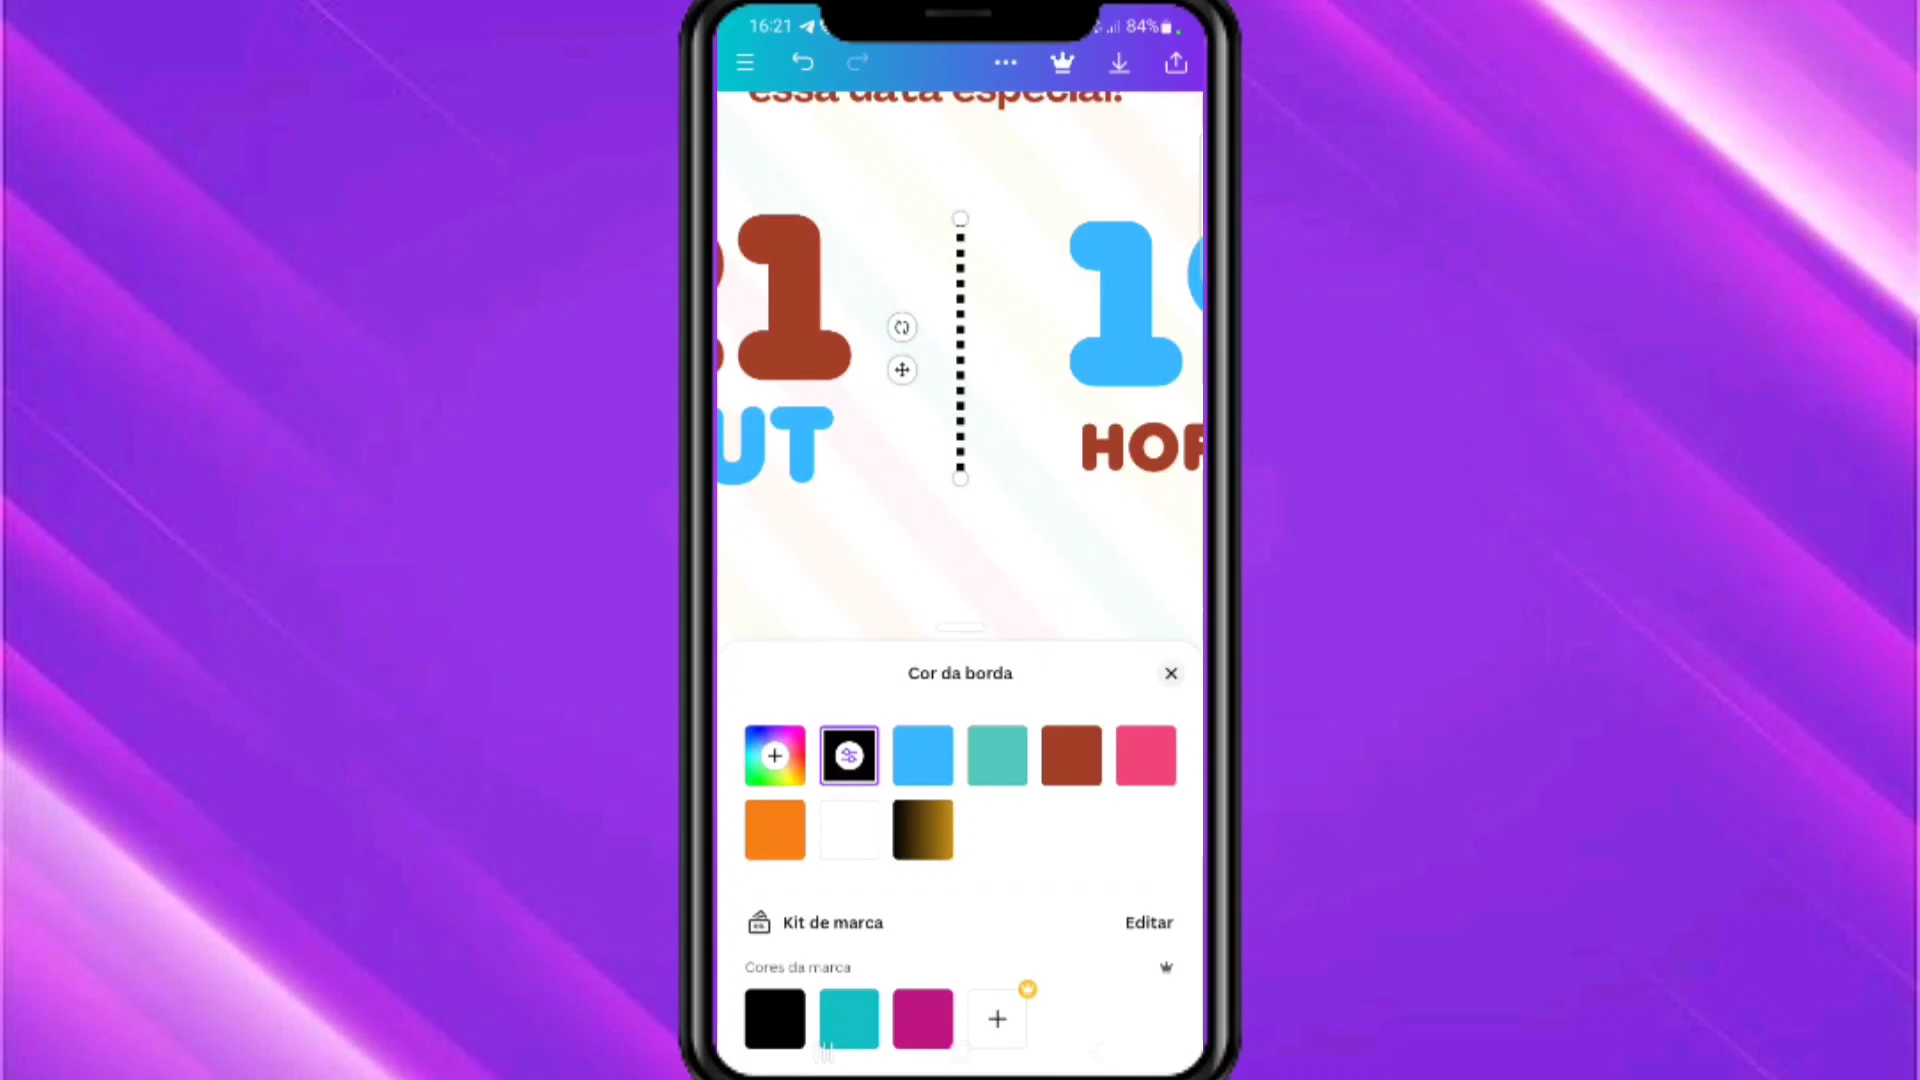 16:21
84%
essa data especial.
1
1
UT
HOR
Cor da borda
Kit de marca
Editar
Cores da marca